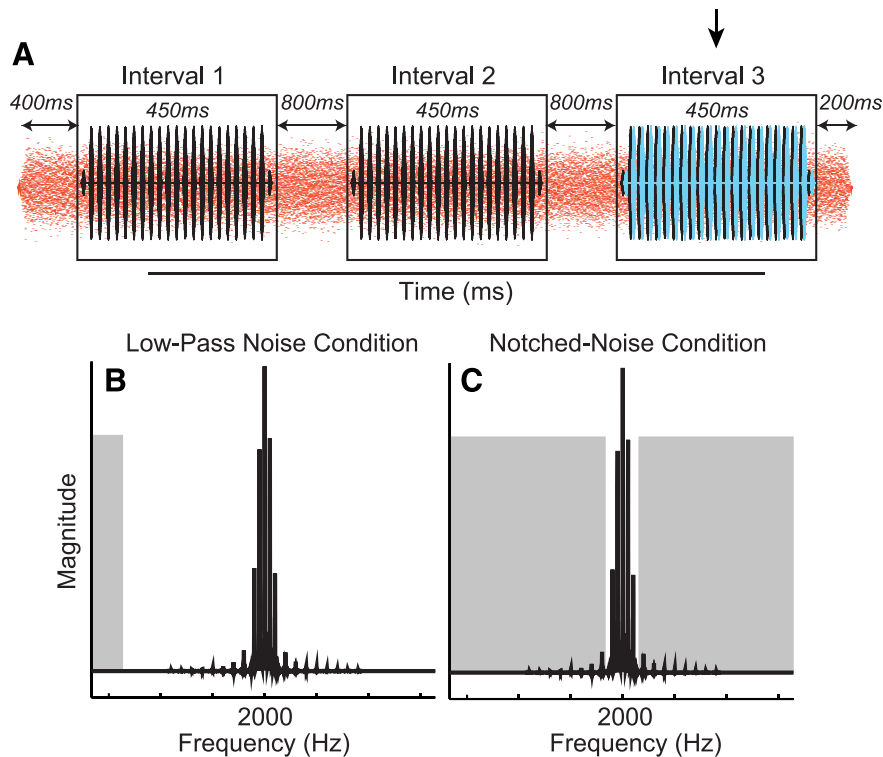 A
Interval 1
Interval 2
Interval 3
400ms
450ms
800ms
450ms
800ms
450ms
200ms
Time (ms)
Low-Pass Noise Condition
Notched-Noise Condition
B
C
Magnitude
2000
2000
Frequency (Hz)
Frequency (Hz)